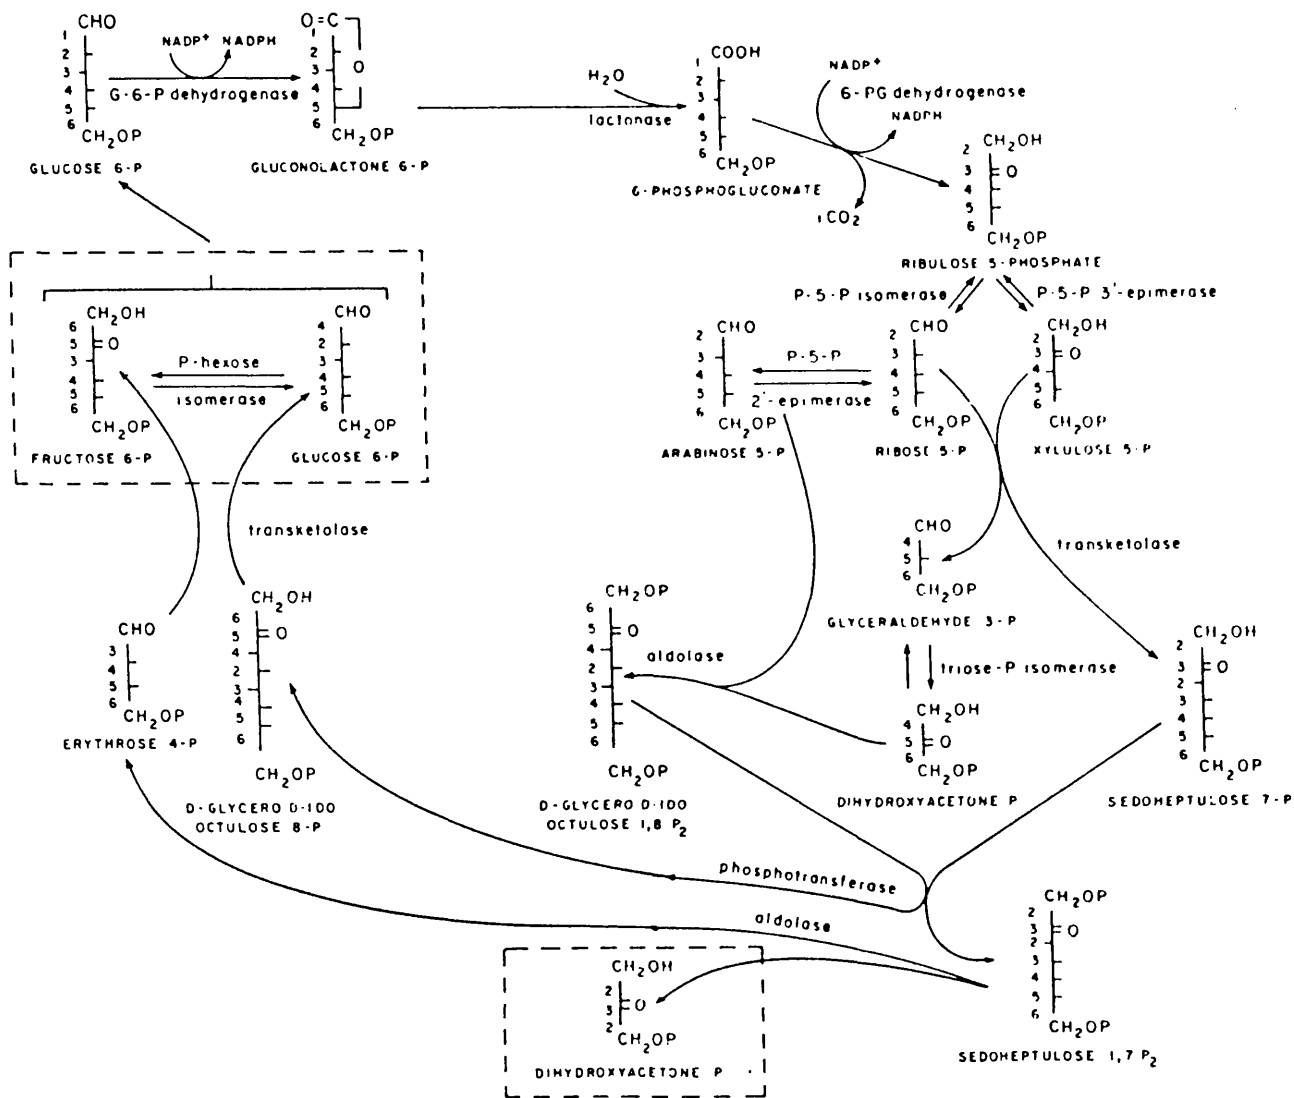 CHO
1
2
3
4
5
6
CH2OP
GLUCOSE 6-P
NADP+ NADPH
G-6-P dehydrogenase
O=C
1
2
3
4
5
6
O
CH2OP
GLUCONOLACTONE 6-P
H2O
lactonase
COOH
1
2
3
4
5
6
CH2OP
6-PHOSPHOGLUCONATE
NADP+
6-PG dehydrogenase
NADPH
1CO2
CH2OH
2
3
4
5
6
O
CH2OP
RIBULOSE 5-PHOSPHATE
P-5-P isomerase
P-5-P 3'-epimerase
CH2OH
6
5
3
4
5
6
O
CH2OP
FRUCTOSE 6-P
P-hexose
isomerase
CHO
4
2
3
4
5
6
CH2OP
GLUCOSE 6-P
CHO
2
3
4
5
6
CH2OP
ARABINOSE 5-P
P-5-P
2'-epimerase
CHO
2
3
4
5
6
CH2OP
RIBOSE 5-P
CH2OH
2
3
4
5
6
O
CH2OP
XYLULOSE 5-P
transketolase
CHO
4
5
6
CH2OP
GLYCERALDEHYDE 3-P
transketolase
triose-P isomerase
CHO
3
4
5
6
CH2OP
ERYTHROSE 4-P
CH2OH
6
5
4
2
3
4
5
6
O
CH2OP
D-GLYCERO D-IDO
OCTULOSE 8-P
CH2OP
6
5
4
2
3
4
5
6
O
CH2OP
D-GLYCERO D-IDO
OCTULOSE 1,8 P2
aldolase
CH2OH
4
5
6
O
CH2OP
DIHYDROXYACETONE P
CH2OH
2
3
2
3
4
5
6
O
CH2OP
SEDOHEPTULOSE 7-P
phosphotransferase
aldolase
CH2OH
2
3
2
O
CH2OP
DIHYDROXYACETONE P
CH2OP
2
3
2
3
4
5
6
O
CH2OP
SEDOHEPTULOSE 1,7 P2